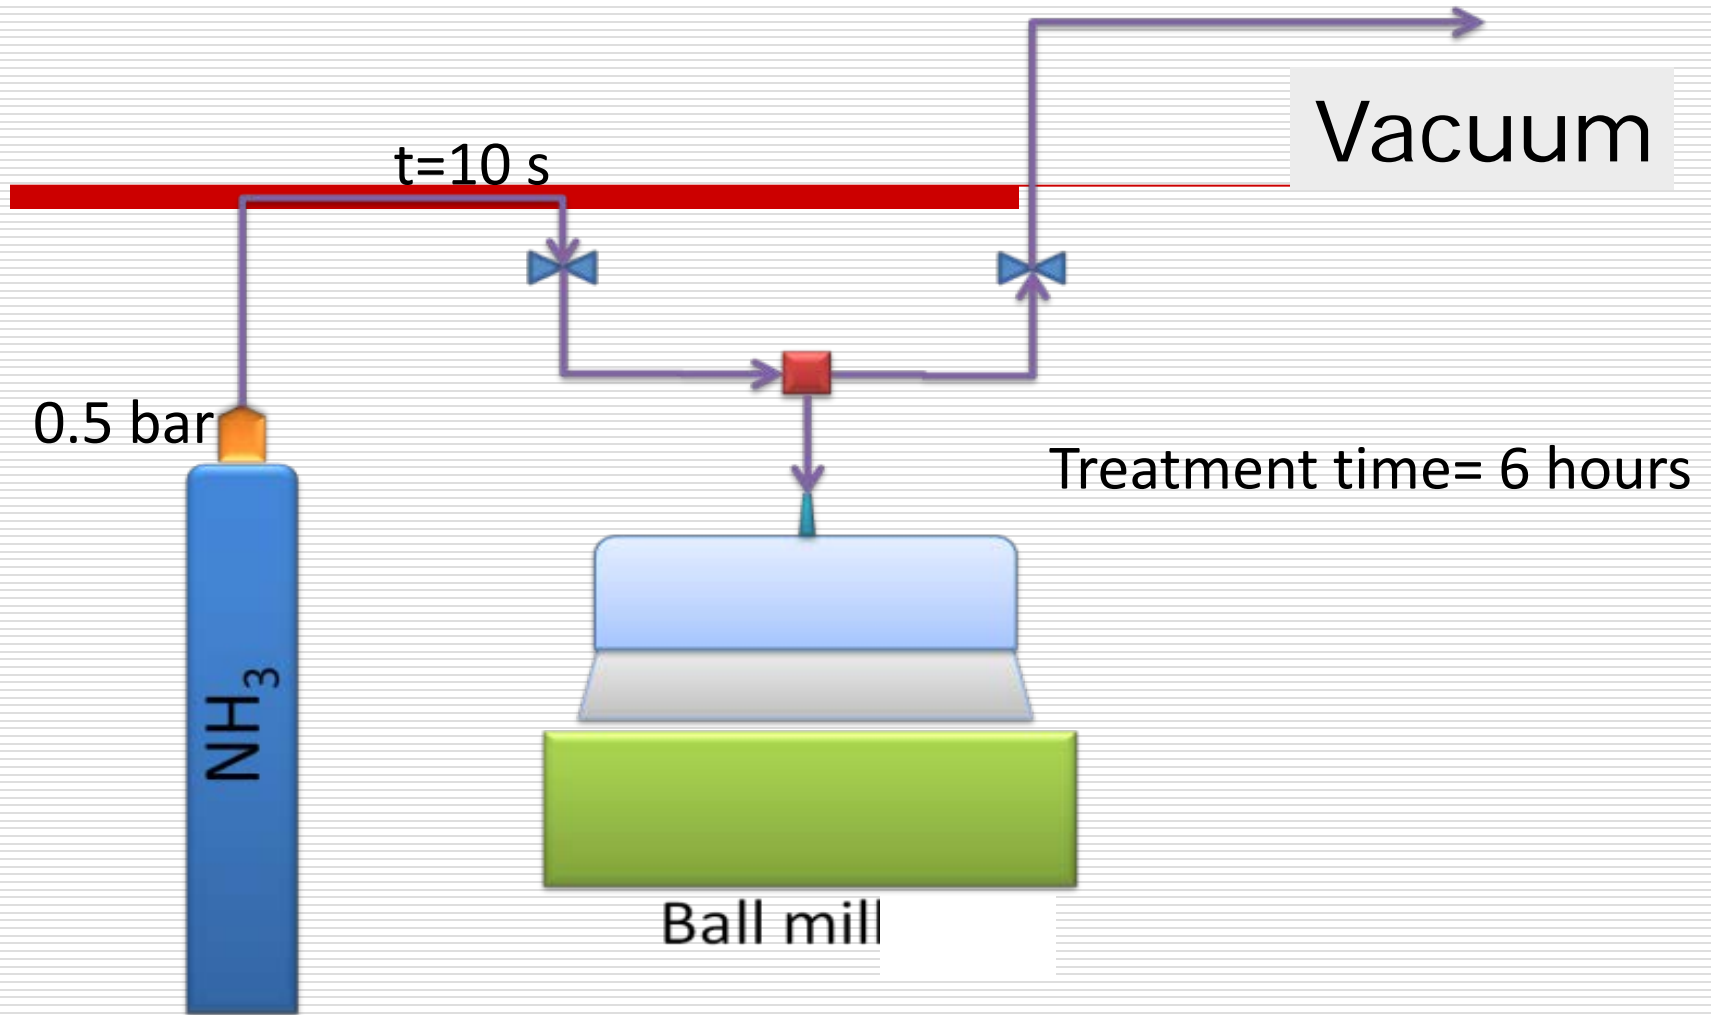 Vacuum
t=10 s
0.5 bar
Treatment time= 6 hours
NH₃
Ball mill